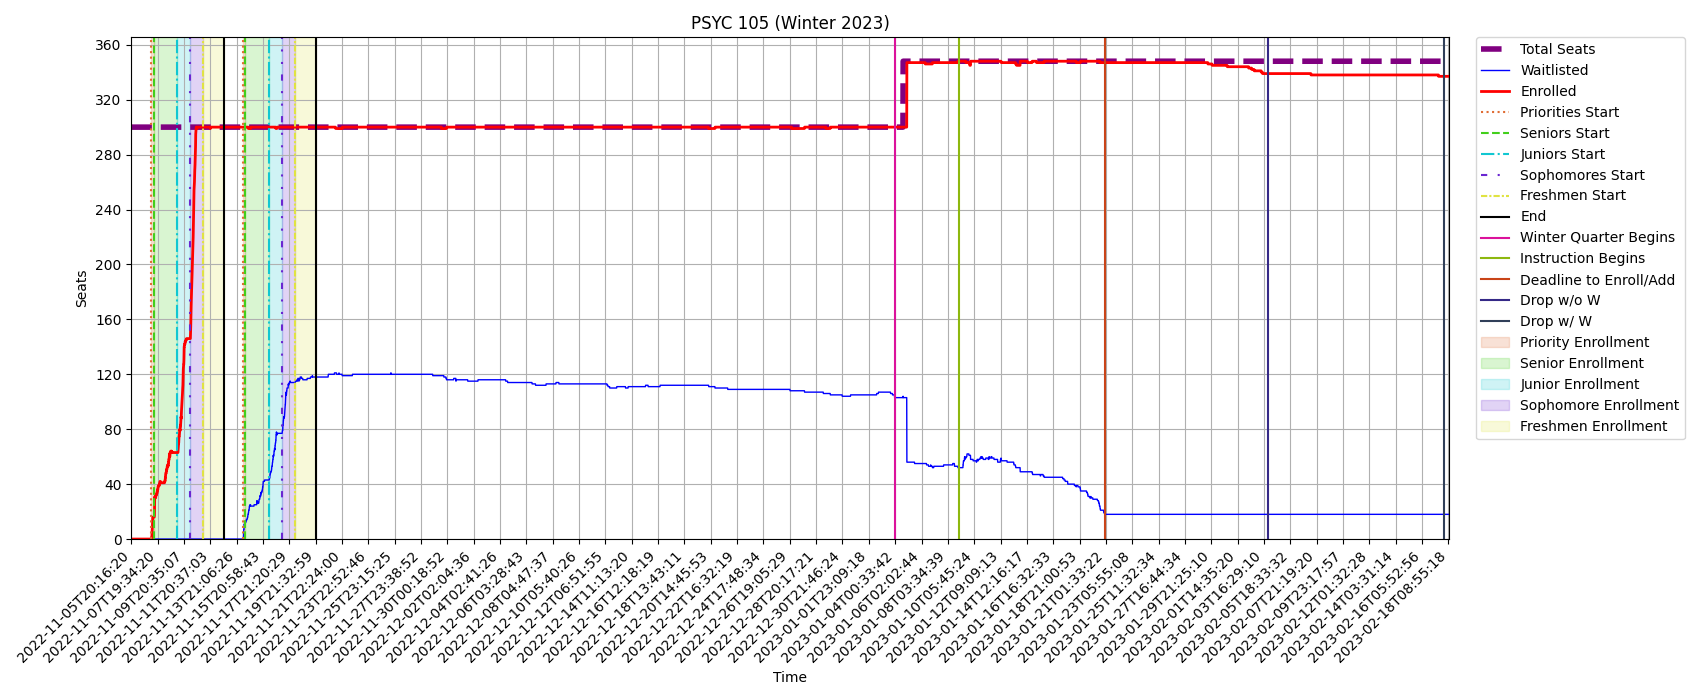 PSYC 105 (Winter 2023)
Seats
360
320
280
240
200
160
120
80
40
0
2022-11-05T20:16:20
2022-11-07T19:34:20
2022-11-09T20:35:07
2022-11-11T20:37:03
2022-11-13T21:06:26
2022-11-15T20:58:43
2022-11-17T21:20:29
2022-11-19T21:32:59
2022-11-21T22:24:00
2022-11-23T22:52:46
2022-11-25T23:15:25
2022-11-27T23:38:52
2022-11-30T00:18:52
2022-12-02T02:04:36
2022-12-04T02:41:26
2022-12-06T03:28:43
2022-12-08T04:47:37
2022-12-10T05:40:26
2022-12-12T06:51:55
2022-12-14T11:13:20
2022-12-16T12:18:19
2022-12-18T13:43:11
2022-12-20T14:45:53
2022-12-22T16:32:19
2022-12-24T17:48:34
2022-12-26T19:05:29
2022-12-28T20:17:21
2022-12-30T21:46:24
2023-01-01T23:09:18
2023-01-04T00:33:42
2023-01-06T02:02:44
2023-01-08T03:34:39
2023-01-10T05:45:24
2023-01-12T09:09:13
2023-01-14T12:16:17
2023-01-16T16:32:33
2023-01-18T21:00:53
2023-01-21T01:33:22
2023-01-23T05:55:08
2023-01-25T11:32:34
2023-01-27T16:44:34
2023-01-29T21:25:10
2023-02-01T14:35:20
2023-02-03T16:29:10
2023-02-05T18:33:32
2023-02-07T21:19:20
2023-02-09T23:17:57
2023-02-12T01:32:28
2023-02-14T03:31:14
2023-02-16T05:52:56
2023-02-18T08:55:18
Time
Total Seats
Waitlisted
Enrolled
Priorities Start
Seniors Start
Juniors Start
Sophomores Start
Freshmen Start
End
Winter Quarter Begins
Instruction Begins
Deadline to Enroll/Add
Drop w/o W
Drop w/ W
Priority Enrollment
Senior Enrollment
Junior Enrollment
Sophomore Enrollment
Freshmen Enrollment